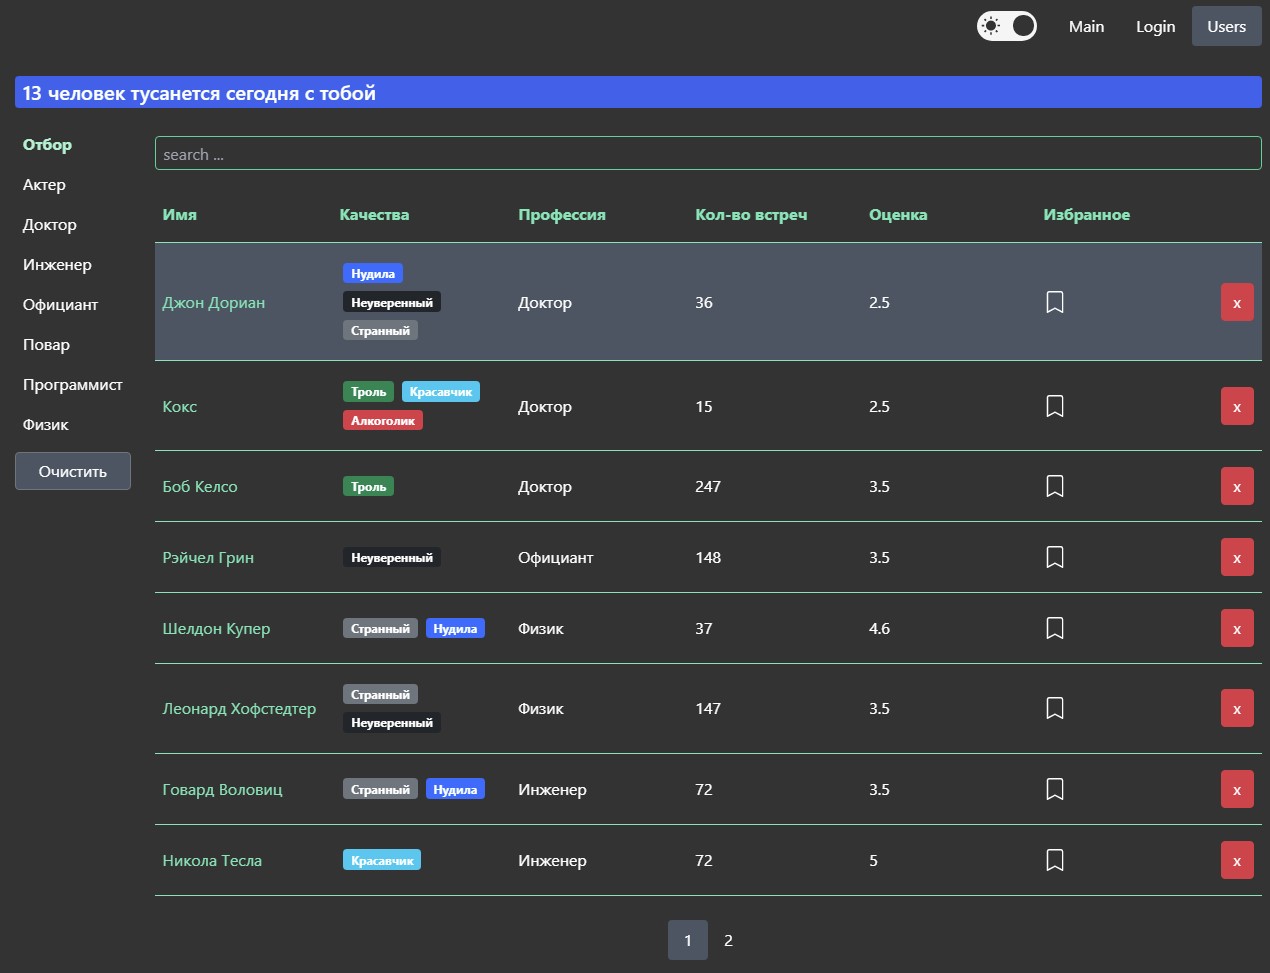 Main Login Users
13 человек тусанется сегодня с тобой
Отбор
Актер
Доктор
Инженер
Официант
Повар
Программист
Физик
Очистить
search ...
Имя Качества Профессия Кол-во встреч Оценка Избранное
Нудила
Джон Дориан Неуверенный Доктор 36 2.5 x
Странный
Троль Красавчик
Кокс Доктор 15 2.5 x
Алкоголик
Боб Келсо Троль Доктор 247 3.5 x
Рэйчел Грин Неуверенный Официант 148 3.5 x
Шелдон Купер Странный Нудила Физик 37 4.6 x
Странный
Леонард Хофстедтер Физик 147 3.5 x
Неуверенный
Говард Воловиц Странный Нудила Инженер 72 3.5 x
Никола Тесла Красавчик Инженер 72 5 x
1 2